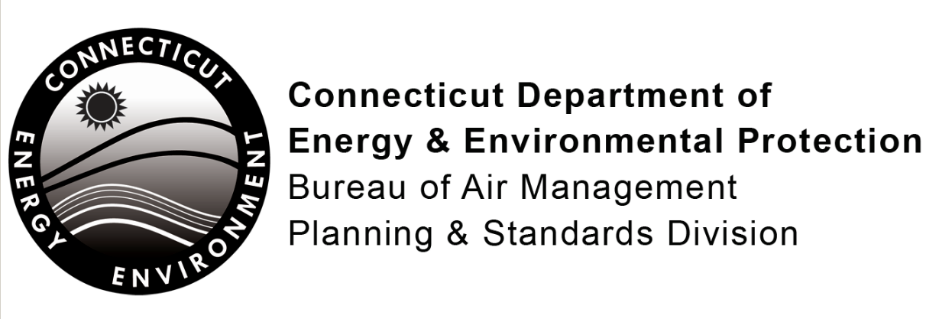 CONNECTICUT
ENERGY
ENVIRONMENT
Connecticut Department of
Energy & Environmental Protection
Bureau of Air Management
Planning & Standards Division